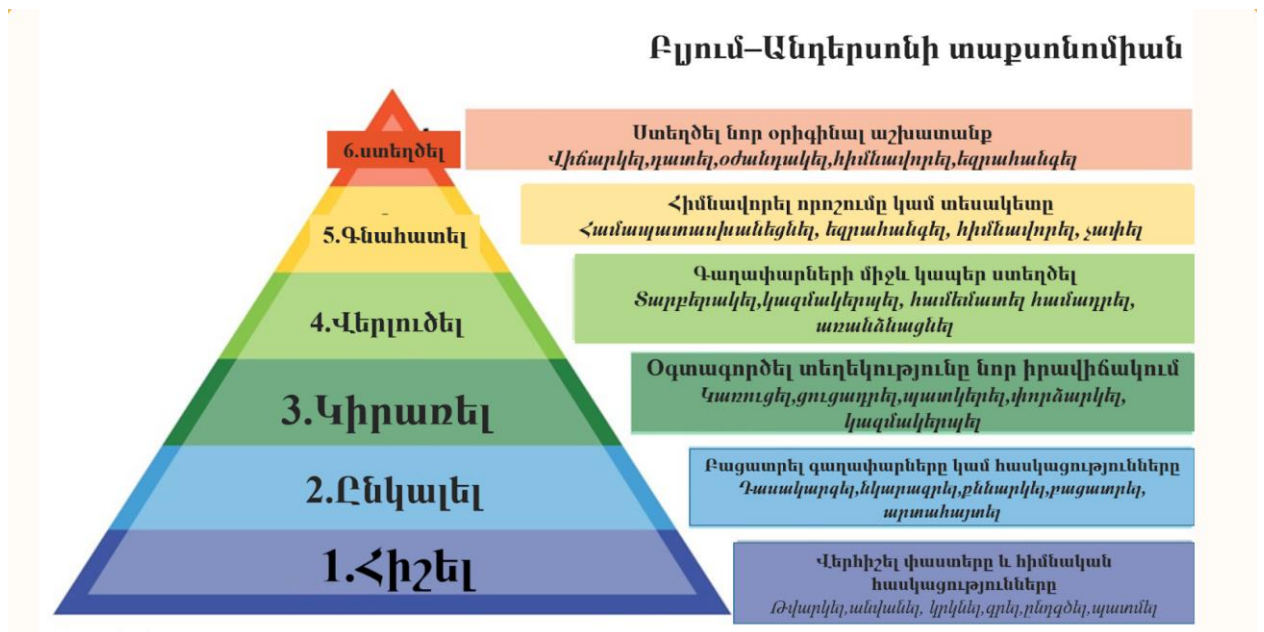 Բլյում–Անդերսոնի տաքսոնոմիան
6.ստեղծել
Ստեղծել նոր օրիգինալ աշխատանք
Վիճարկել,դատել,օժանդակել,հիմնավորել,եզրահանգել
5.Գնահատել
Հիմնավորել որոշումը կամ տեսակետը
Համապատասխանեցնել, եզրահանգել, հիմնավորել, չափել
4.Վերլուծել
Գաղափարների միջև կապեր ստեղծել
Տարբերակել,կազմակերպել, համեմատել համադրել,
առանձնացնել
3.Կիրառել
Օգտագործել տեղեկությունը նոր իրավիճակում
Կառուցել,ցուցադրել,պատկերել,փորձարկել,
կազմակերպել
2.Ընկալել
Բացատրել գաղափարները կամ հասկացությունները
Դասակարգել,նկարագրել,քննարկել,բացատրել,
արտահայտել
1.Հիշել
Վերհիշել փաստերը և հիմնական
հասկացությունները
Թվարկել,անվանել, կրկնել,գրել,ընդգծել,պատմել